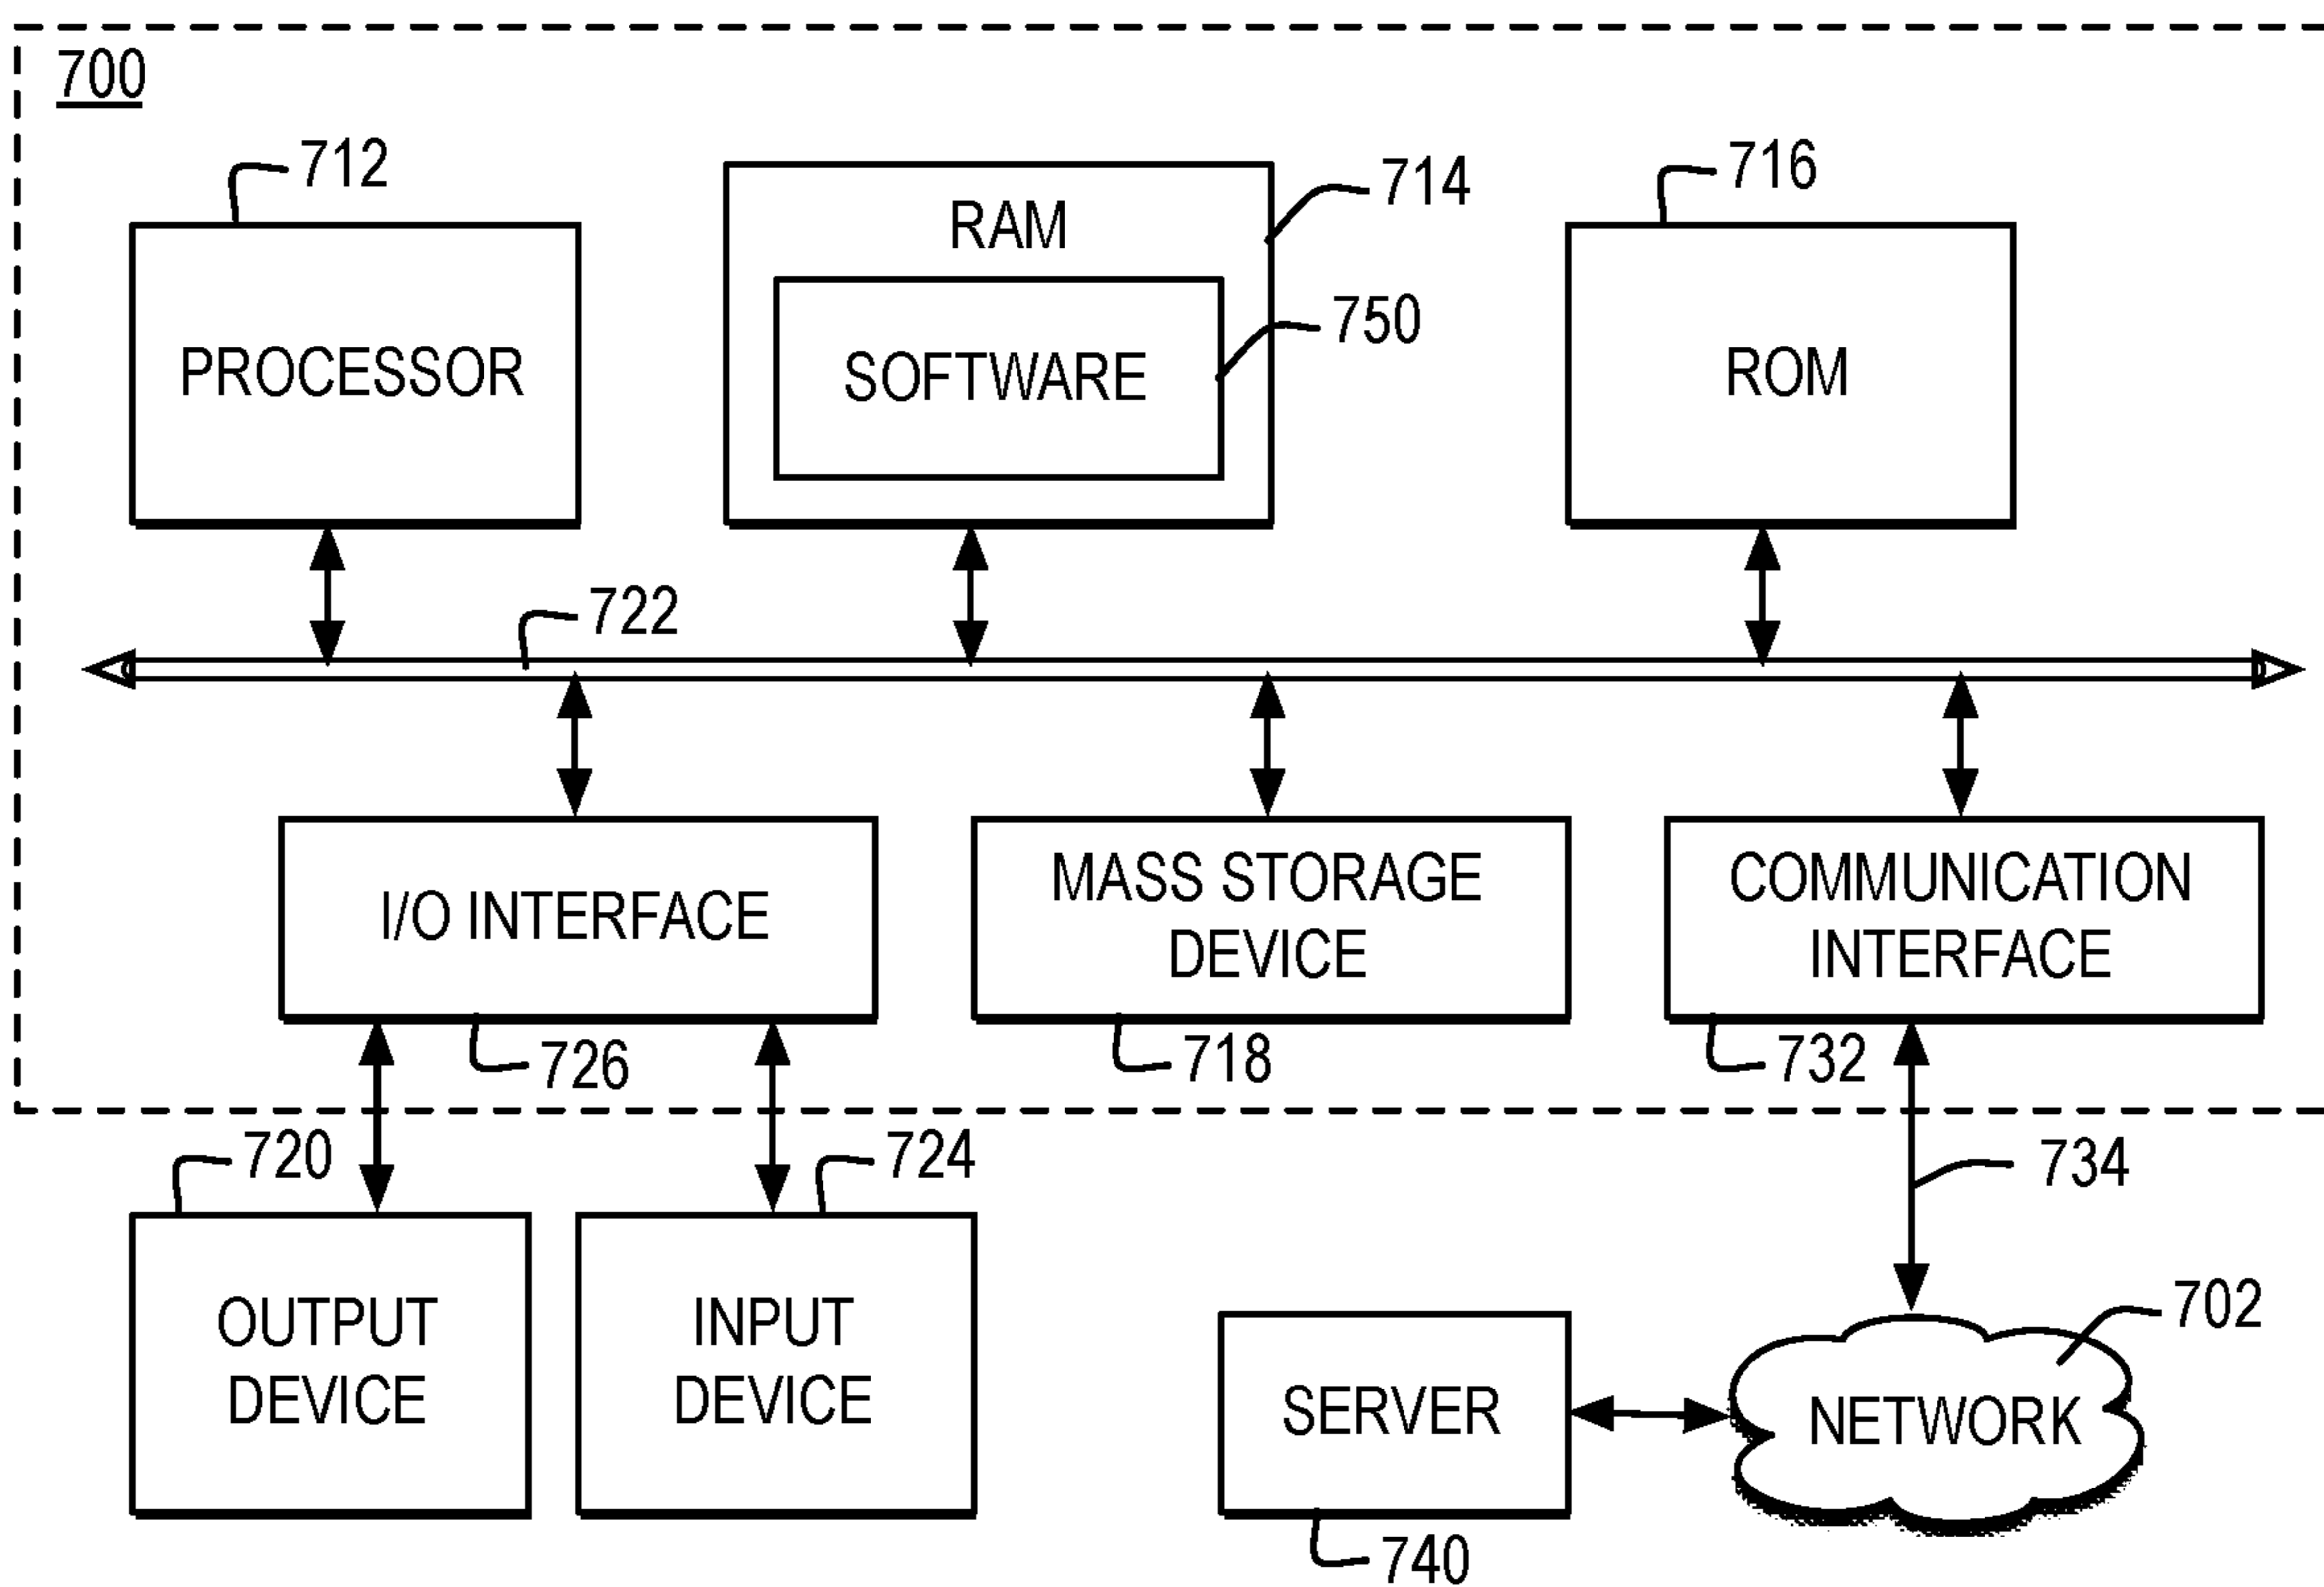 700
712
714
716
RAM
750
PROCESSOR
SOFTWARE
ROM
722
I/O INTERFACE
MASS STORAGE
DEVICE
COMMUNICATION
INTERFACE
726
718
732
720
724
734
OUTPUT
DEVICE
INPUT
DEVICE
SERVER
702
NETWORK
740